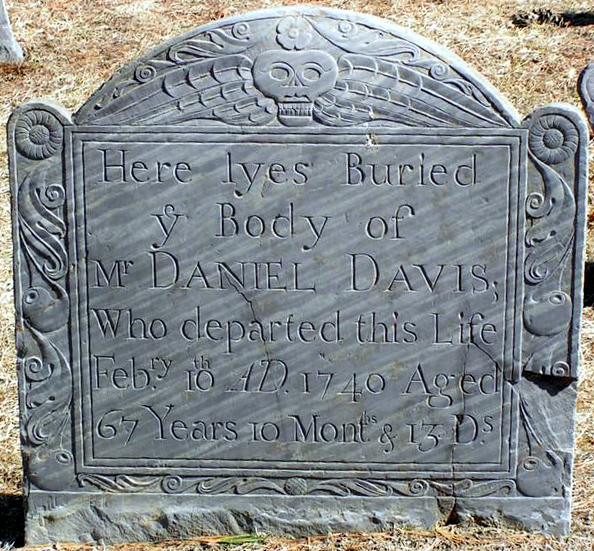 Here lyes Buried
yͤ Body of
Mr DANIEL DAVIS;
Who departed this Life
Febry. 10th AD. 1740 Aged
67 Years 10 Months & 13 Ds.